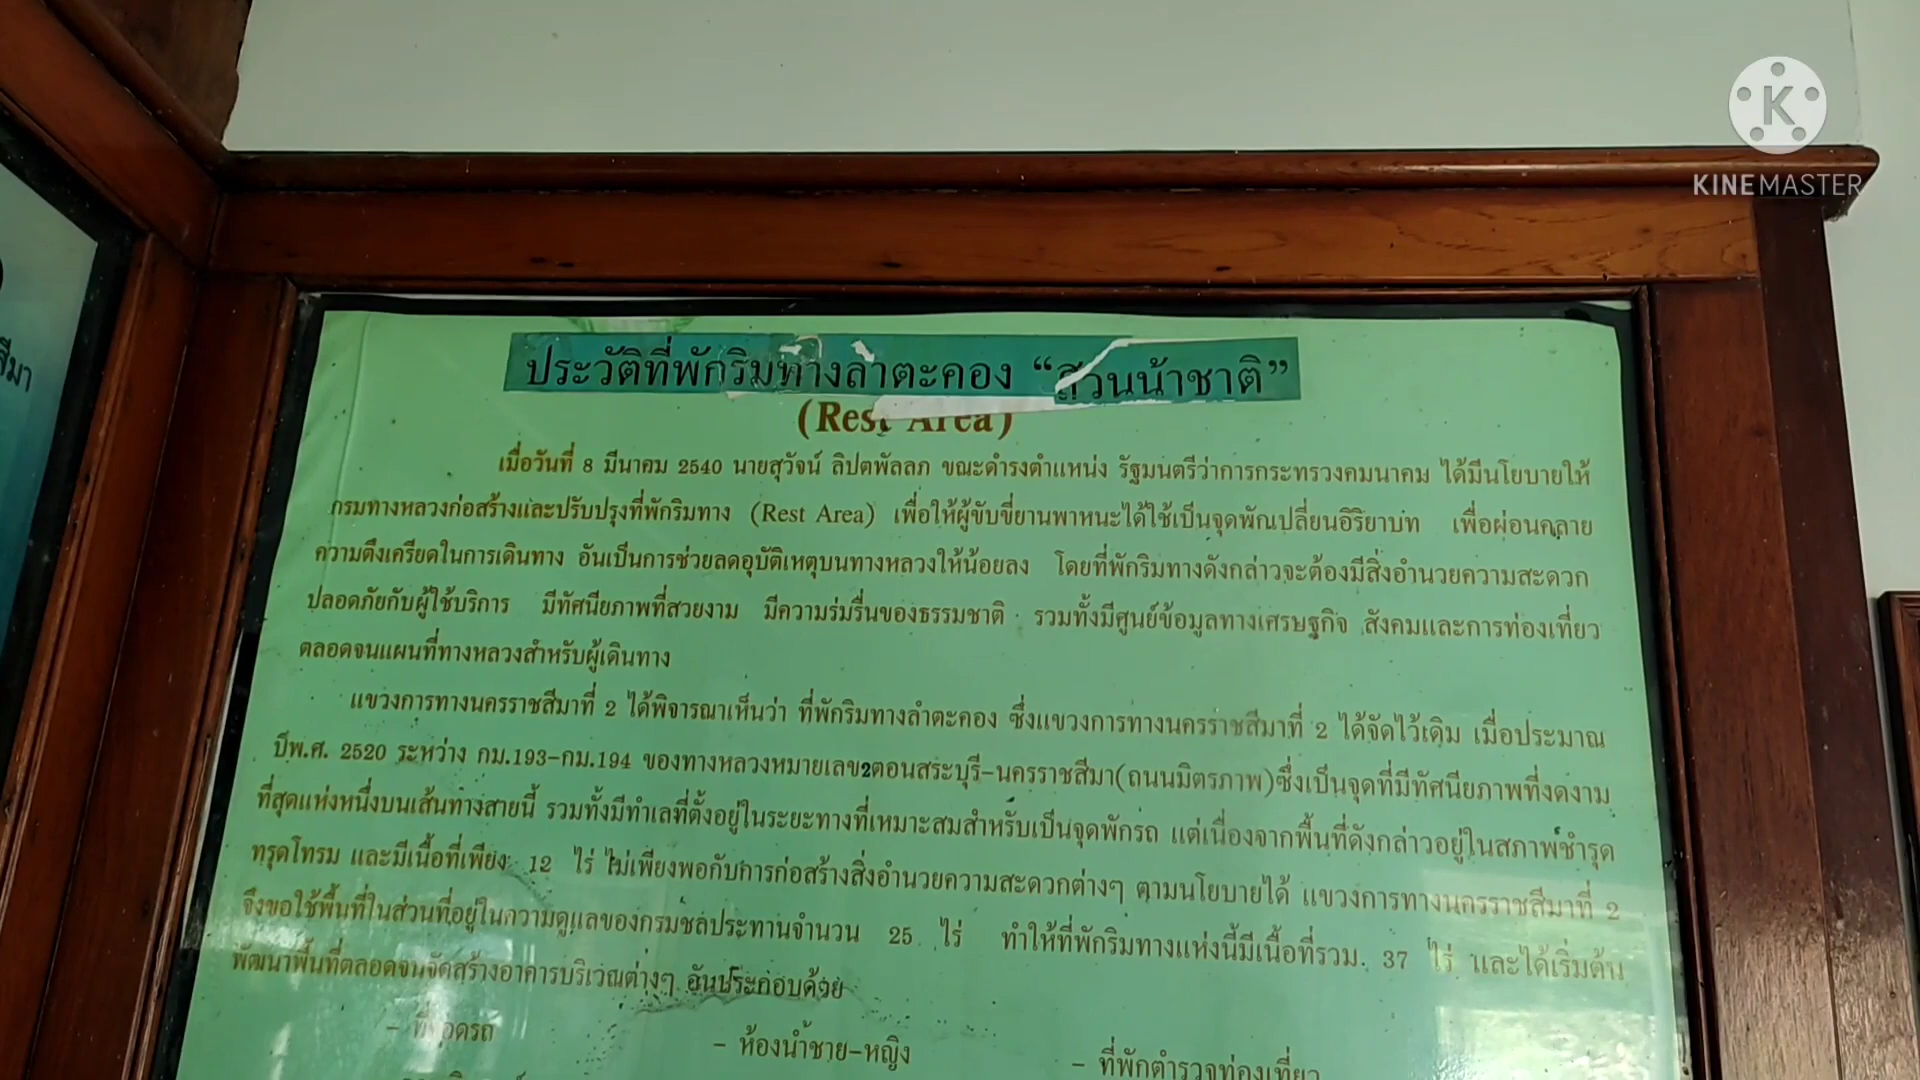 KINEMASTER
สีมา
ประวัติที่พักริมทางลำตะคอง “สวนน้ำชาติ”
(Rest Area)
เมื่อวันที่ 8 มีนาคม 2540 นายสุวัจน์ ลิปตพัลลภ ขณะดำรงตำแหน่ง รัฐมนตรีว่าการกระทรวงคมนาคม ได้มีนโยบายให้
กรมทางหลวงก่อสร้างและปรับปรุงที่พักริมทาง (Rest Area) เพื่อให้ผู้ขับขี่ยานพาหนะได้ใช้เป็นจุดพักเปลี่ยนอิริยาบท เพื่อผ่อนคลาย
ความตึงเครียดในการเดินทาง อันเป็นการช่วยลดอุบัติเหตุบนทางหลวงให้น้อยลง โดยที่พักริมทางดังกล่าวจะต้องมีสิ่งอำนวยความสะดวก
ปลอดภัยกับผู้ใช้บริการ มีทัศนียภาพที่สวยงาม มีความร่มรื่นของธรรมชาติ รวมทั้งมีศูนย์ข้อมูลทางเศรษฐกิจ สังคมและการท่องเที่ยว
ตลอดจนแผนที่ทางหลวงสำหรับผู้เดินทาง
แขวงการทางนครราชสีมาที่ 2 ได้พิจารณาเห็นว่า ที่พักริมทางลำตะคอง ซึ่งแขวงการทางนครราชสีมาที่ 2 ได้จัดไว้เดิม เมื่อประมาณ
ปีพ.ศ. 2520 ระหว่าง กม.193-กม.194 ของทางหลวงหมายเลข2ตอนสระบุรี-นครราชสีมา(ถนนมิตรภาพ)ซึ่งเป็นจุดที่มีทัศนียภาพที่งดงาม
ที่สุดแห่งหนึ่งบนเส้นทางสายนี้ รวมทั้งมีทำเลที่ตั้งอยู่ในระยะทางที่เหมาะสมสำหรับเป็นจุดพักรถ แต่เนื่องจากพื้นที่ดังกล่าวอยู่ในสภาพชำรุด
ทรุดโทรม และมีเนื้อที่เพียง 12 ไร่ ไม่เพียงพอกับการก่อสร้างสิ่งอำนวยความสะดวกต่างๆ ตามนโยบายได้ แขวงการทางนครราชสีมาที่ 2
จึงขอใช้พื้นที่ในส่วนที่อยู่ในความดูแลของกรมชลประทานจำนวน 25 ไร่ ทำให้ที่พักริมทางแห่งนี้มีเนื้อที่รวม 37 ไร่ และได้เริ่มต้น
พัฒนาพื้นที่ตลอดจนจัดสร้างอาคารบริเวณต่างๆ อันประกอบด้วย
- ที่จอดรถ
- ห้องน้ำชาย-หญิง
- ที่พักตำรวจท่องเที่ยว